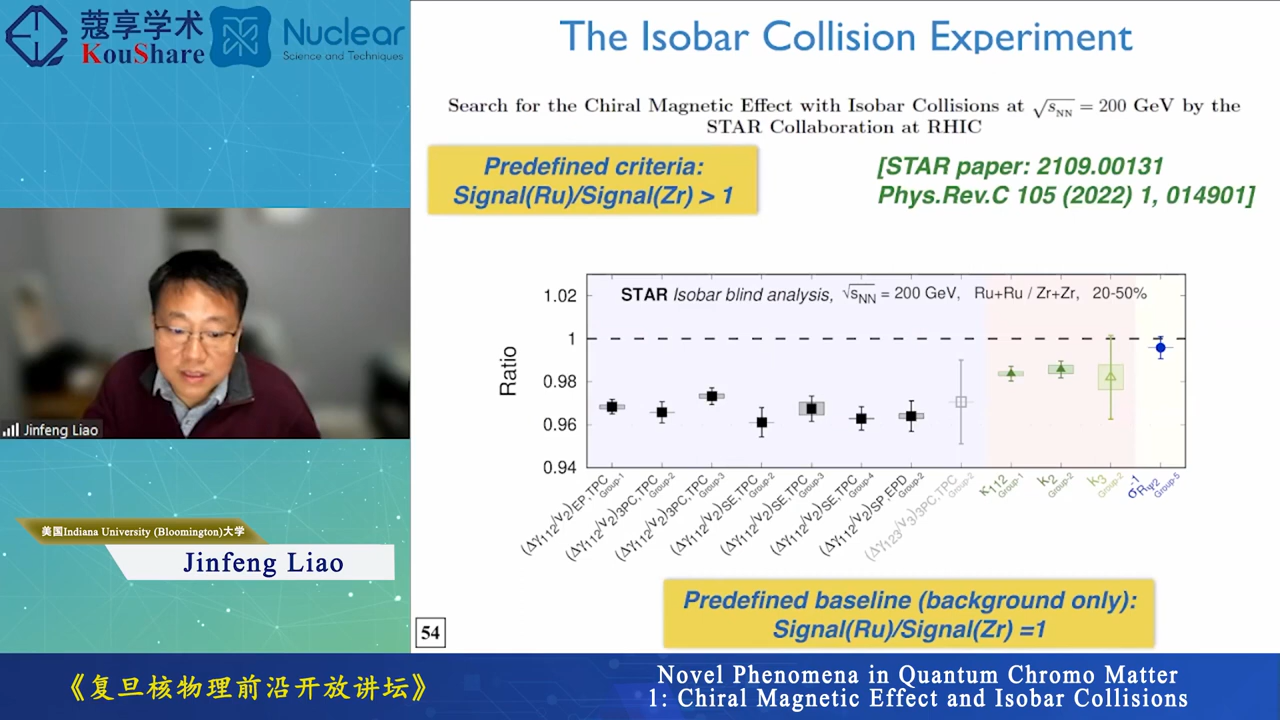 蔻享学术
KouShare
Nuclear
Science and Techniques
The Isobar Collision Experiment
Search for the Chiral Magnetic Effect with Isobar Collisions at √sNN = 200 GeV by the
STAR Collaboration at RHIC
Predefined criteria:
Signal(Ru)/Signal(Zr) > 1
[STAR paper: 2109.00131
Phys.Rev.C 105 (2022) 1, 014901]
STAR Isobar blind analysis, √sNN = 200 GeV, Ru+Ru / Zr+Zr, 20-50%
Ratio
1.02
1
0.98
0.96
0.94
(Δγ112/v2)EP,TPC Group-1
(Δγ112/v2)3PC,TPC Group-2
(Δγ112/v2)3PC,TPC Group-3
(Δγ112/v2)SE,TPC Group-2
(Δγ112/v2)SE,TPC Group-3
(Δγ112/v2)SE,TPC Group-4
(Δγ112/v2)SP,EPD Group-2
(Δγ123/v3)3PC,TPC Group-2
κ112 Group-1
k2 Group-2
k3 Group-2
σ-1RΨ2 Group-5
Predefined baseline (background only):
Signal(Ru)/Signal(Zr) =1
54
Jinfeng Liao
美国Indiana University (Bloomington)大学
Jinfeng Liao
《复旦核物理前沿开放讲坛》
Novel Phenomena in Quantum Chromo Matter
1: Chiral Magnetic Effect and Isobar Collisions